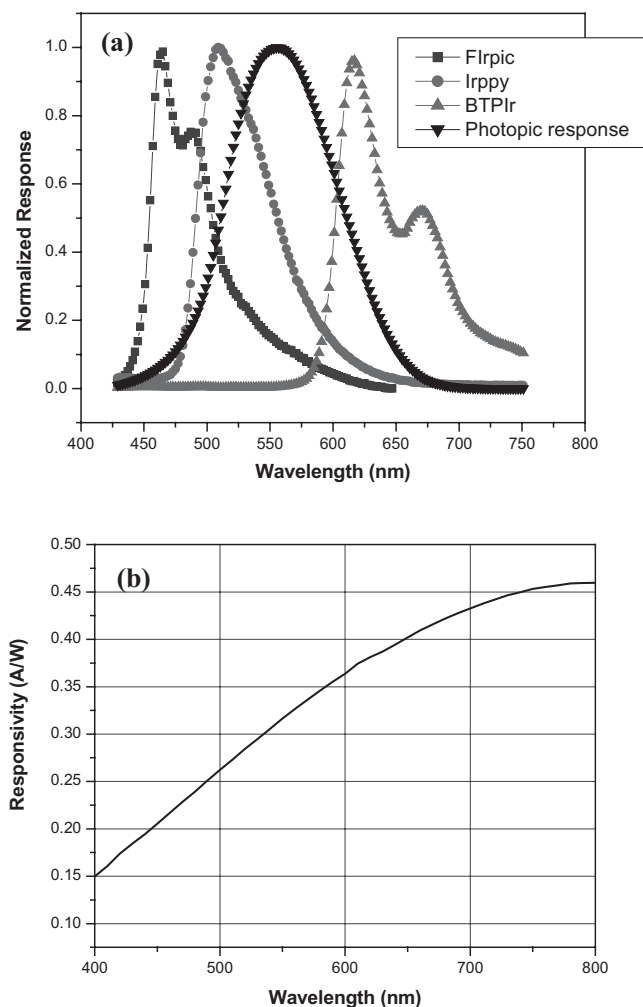 (a)
FIrpic
Irppy
BTPIr
Photopic response
Normalized Response
1.0
0.8
0.6
0.4
0.2
0.0
400 450 500 550 600 650 700 750 800
Wavelength (nm)
(b)
Responsivity (A/W)
0.50
0.45
0.40
0.35
0.30
0.25
0.20
0.15
0.10
400 500 600 700 800
Wavelength (nm)